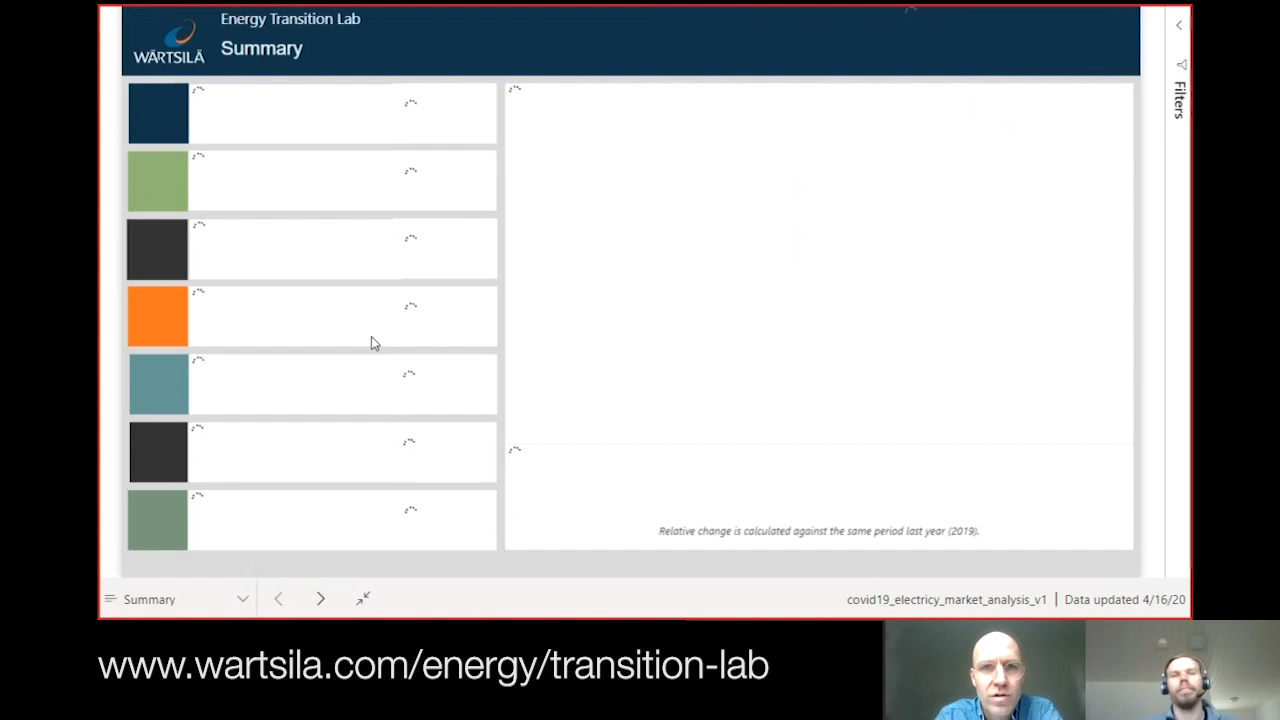 Energy Transition Lab
WÄRTSILÄ
Summary
Filters
Relative change is calculated against the same period last year (2019).
Summary
covid19_electricy_market_analysis_v1 | Data updated 4/16/20
www.wartsila.com/energy/transition-lab